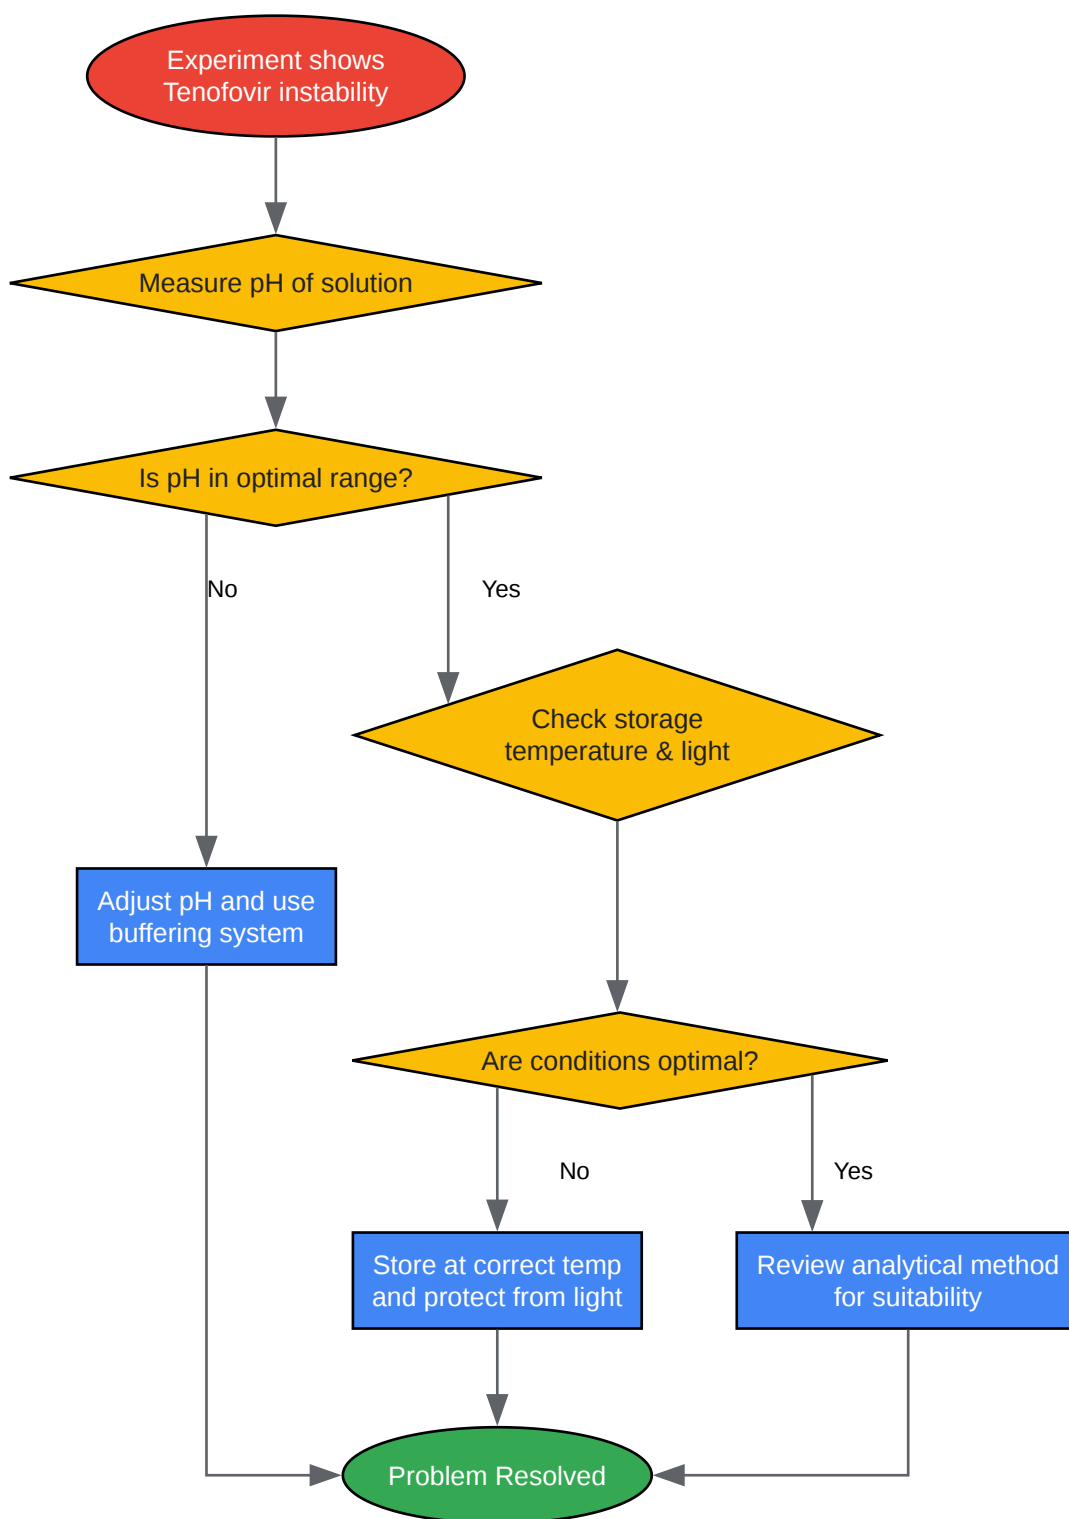 Experiment shows
Tenofovir instability
Measure pH of solution
Is pH in optimal range?
No
Yes
Check storage
temperature & light
Adjust pH and use
buffering system
Are conditions optimal?
No
Yes
Store at correct temp
and protect from light
Review analytical method
for suitability
Problem Resolved